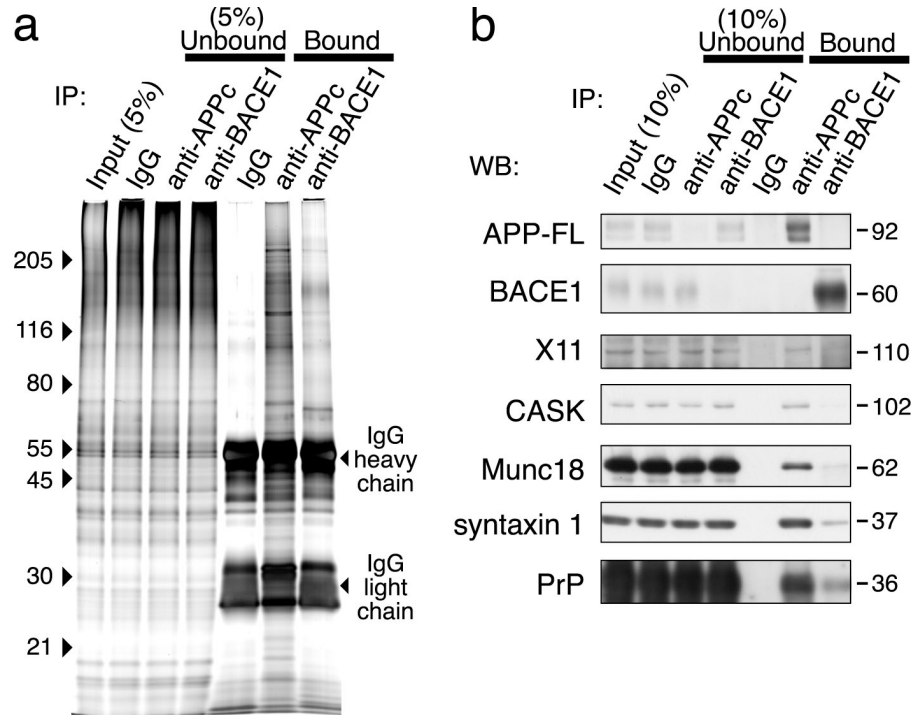 a
(5%)
Unbound
Bound
IP:
Input (5%)
IgG
anti-APPc
anti-BACE1
IgG
anti-APPc
anti-BACE1
205
116
80
55
45
30
21
IgG
heavy
chain
IgG
light
chain
b
(10%)
Unbound
Bound
IP:
WB:
Input (10%)
IgG
anti-APPc
anti-BACE1
IgG
anti-APPc
anti-BACE1
APP-FL -92
BACE1 -60
X11 -110
CASK -102
Munc18 -62
syntaxin 1 -37
PrP -36